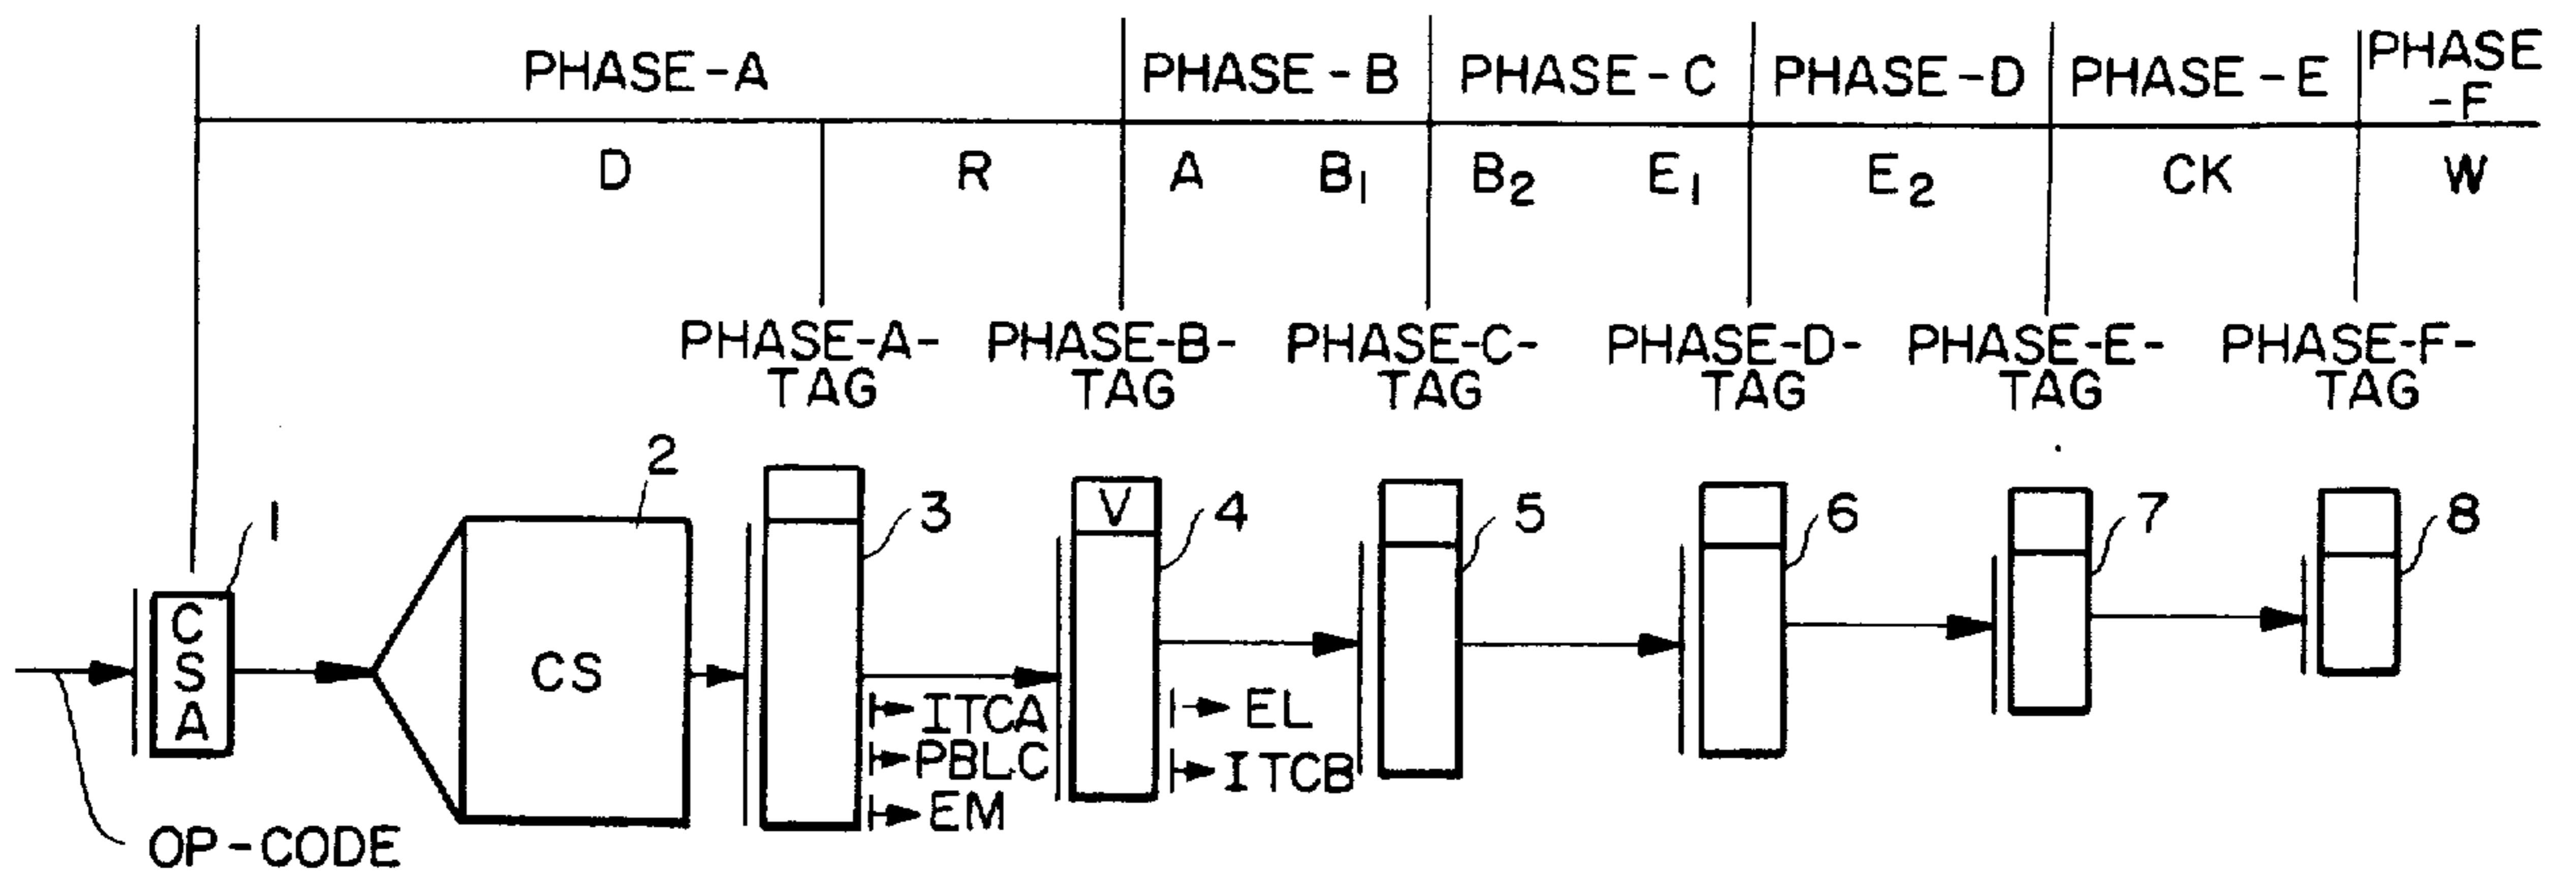 PHASE-A
PHASE-B
PHASE-C
PHASE-D
PHASE-E
PHASE
-F
D
R
A
B1
B2
E1
E2
CK
W
PHASE-A-
TAG
PHASE-B-
TAG
PHASE-C-
TAG
PHASE-D-
TAG
PHASE-E-
TAG
PHASE-F-
TAG
1
2
3
V
4
5
6
7
8
CSA
CS
ITCA
PBLC
EM
EL
ITCB
OP-CODE